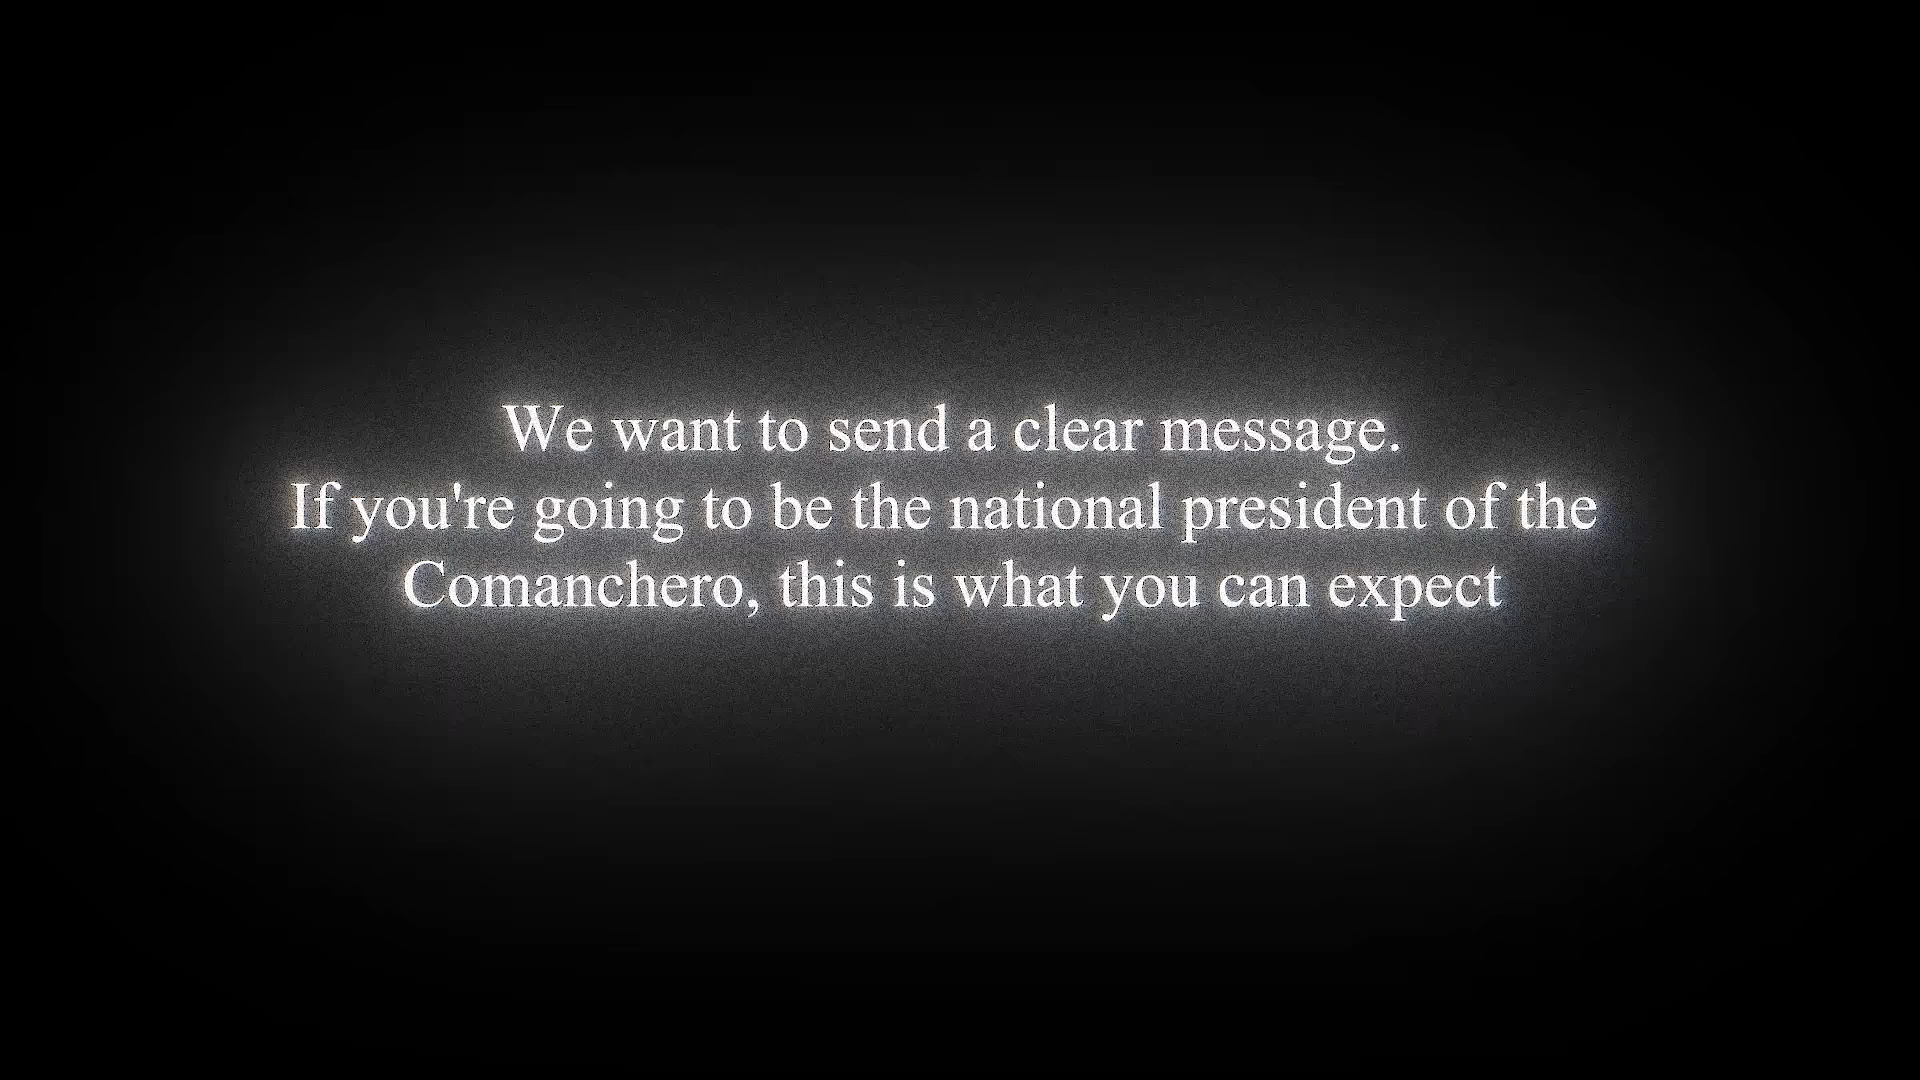 We want to send a clear message.
If you're going to be the national president of the
Comanchero, this is what you can expect